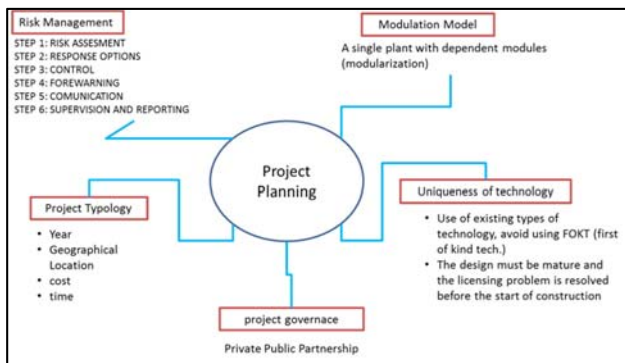 Risk Management
STEP 1: RISK ASSESMENT
STEP 2: RESPONSE OPTIONS
STEP 3: CONTROL
STEP 4: FOREWARNING
STEP 5: COMUNICATION
STEP 6: SUPERVISION AND REPORTING
Modulation Model
A single plant with dependent modules
(modularization)
Project
Planning
Project Typology
• Year
• Geographical
Location
• cost
• time
Uniqueness of technology
• Use of existing types of
technology, avoid using FOKT (first
of kind tech.)
• The design must be mature and
the licensing problem is resolved
before the start of construction
project governace
Private Public Partnership